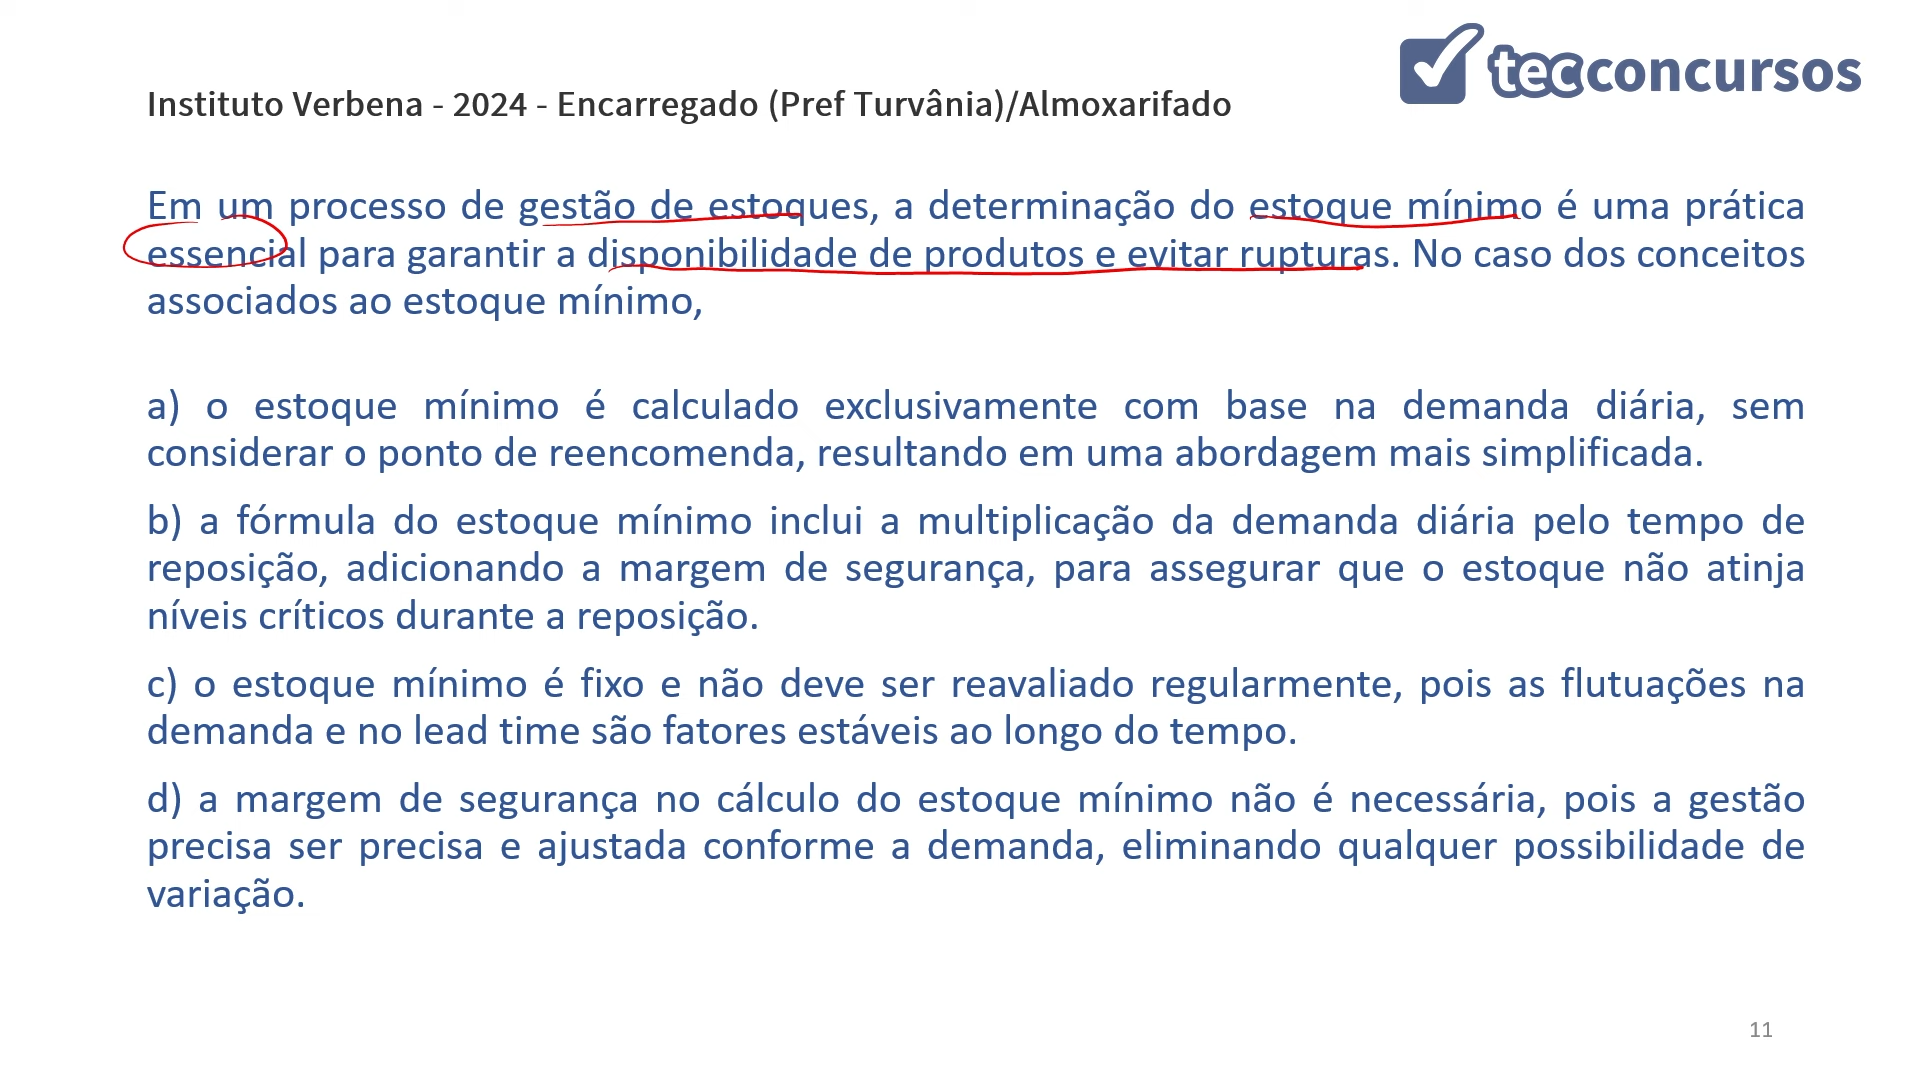 tecconcursos
Instituto Verbena - 2024 - Encarregado (Pref Turvânia)/Almoxarifado
Em um processo de gestão de estoques, a determinação do estoque mínimo é uma prática
essencial para garantir a disponibilidade de produtos e evitar rupturas. No caso dos conceitos
associados ao estoque mínimo,
a) o estoque mínimo é calculado exclusivamente com base na demanda diária, sem
considerar o ponto de reencomenda, resultando em uma abordagem mais simplificada.
b) a fórmula do estoque mínimo inclui a multiplicação da demanda diária pelo tempo de
reposição, adicionando a margem de segurança, para assegurar que o estoque não atinja
níveis críticos durante a reposição.
c) o estoque mínimo é fixo e não deve ser reavaliado regularmente, pois as flutuações na
demanda e no lead time são fatores estáveis ao longo do tempo.
d) a margem de segurança no cálculo do estoque mínimo não é necessária, pois a gestão
precisa ser precisa e ajustada conforme a demanda, eliminando qualquer possibilidade de
variação.
11